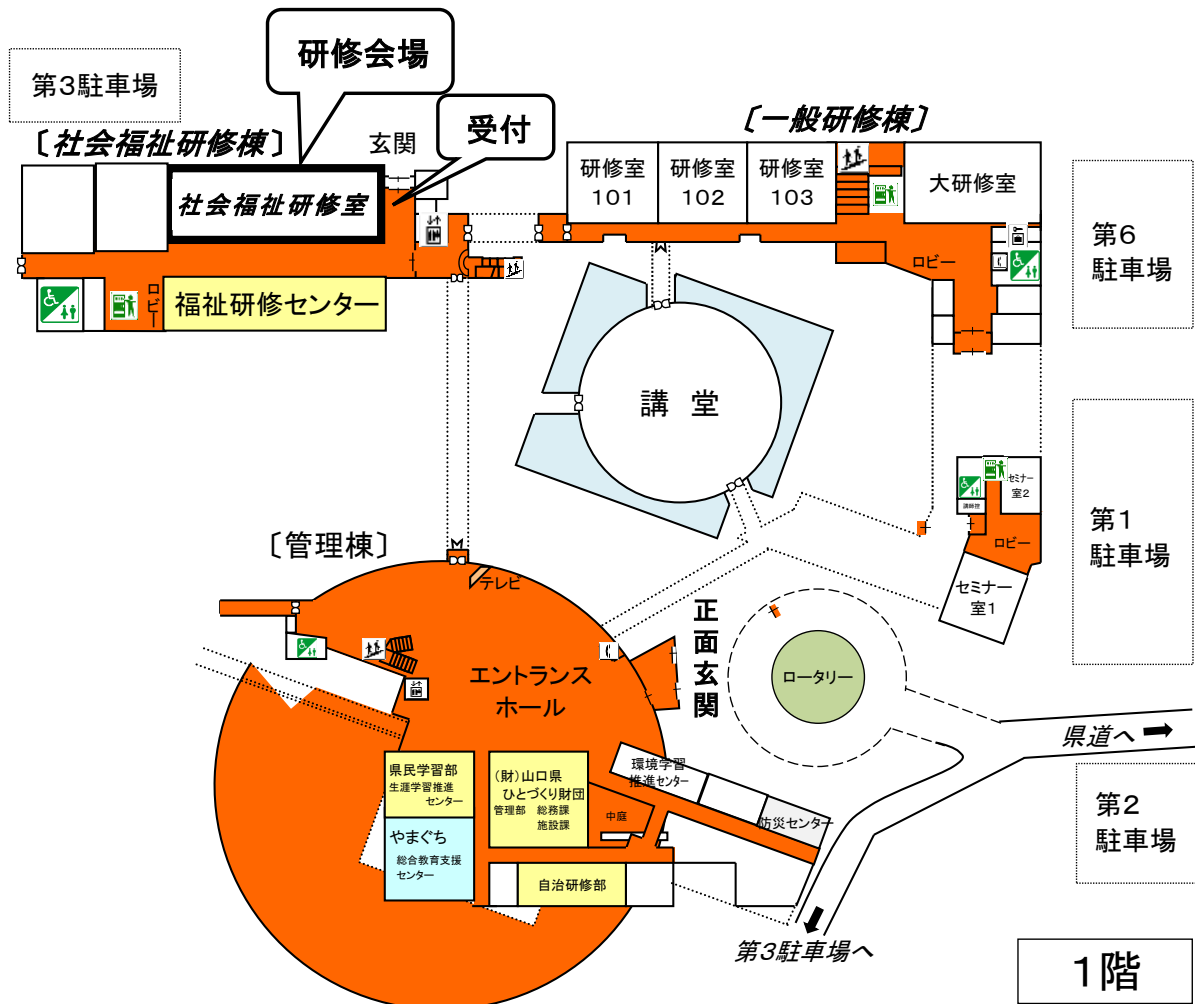 研修会場
第3駐車場
受付
〔社会福祉研修棟〕
玄関
〔一般研修棟〕
社会福祉研修室
研修室
101
研修室
102
研修室
103
大研修室
第6
駐車場
ロビー
ロビー
福祉研修センター
講 堂
第1
駐車場
セミナー
室2
講師控
ロビー
セミナー
室1
〔管理棟〕
テレビ
正面玄関
エントランス
ホール
ロータリー
県道へ
県民学習部
生涯学習推進
センター
(財)山口県
ひとづくり財団
管理部 総務課
施設課
環境学習
推進センター
中庭
防災センター
第2
駐車場
やまぐち
総合教育支援
センター
自治研修部
第3駐車場へ
1階